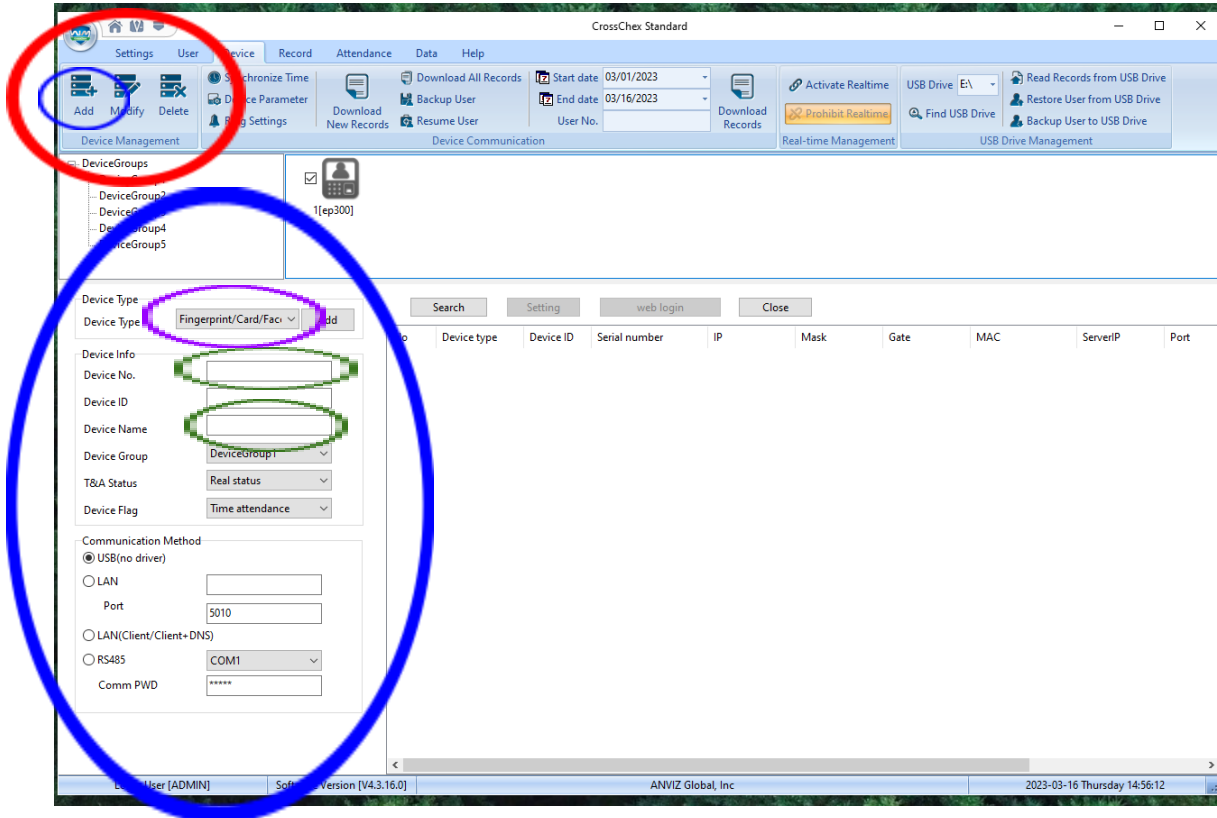 CrossChex Standard
Settings User Device Record Attendance Data Help
Add Modify Delete
Device Management
Synchronize Time
Device Parameter
Ring Settings
Download New Records
Download All Records
Backup User
Resume User
Start date 03/01/2023
End date 03/16/2023
User No.
Download Records
Device Communication
Activate Realtime
Prohibit Realtime
Real-time Management
USB Drive E:\
Find USB Drive
Read Records from USB Drive
Restore User from USB Drive
Backup User to USB Drive
USB Drive Management
DeviceGroups
DeviceGroup2
DeviceGroup4
DeviceGroup5
1[ep300]
Device Type
Device Type Fingerprint/Card/Fac Add
Search Setting web login Close
Device type Device ID Serial number IP Mask Gate MAC ServerIP Port
Device Info
Device No.
Device ID
Device Name
Device Group DeviceGroup1
T&A Status Real status
Device Flag Time attendance
Communication Method
USB(no driver)
LAN
Port 5010
LAN(Client/Client+DNS)
RS485 COM1
Comm PWD *****
User [ADMIN] Software Version [V4.3.16.0] ANVIZ Global, Inc 2023-03-16 Thursday 14:56:12